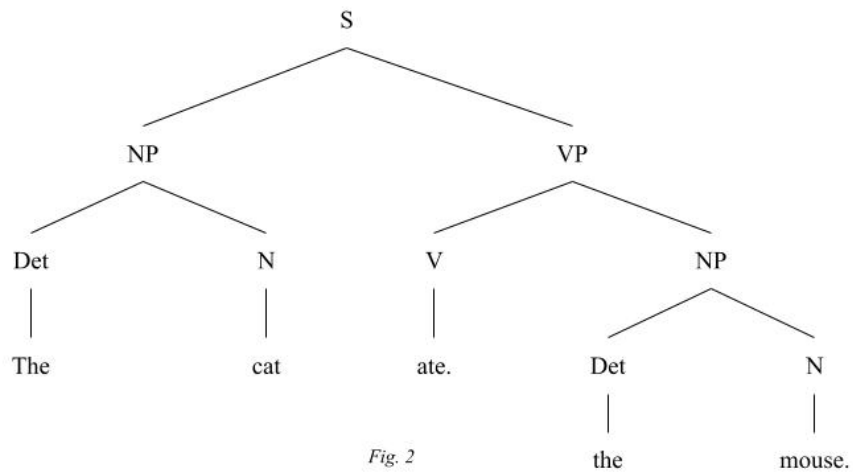 S
NP VP
Det N V NP
The cat ate. Det N
the mouse.
Fig. 2